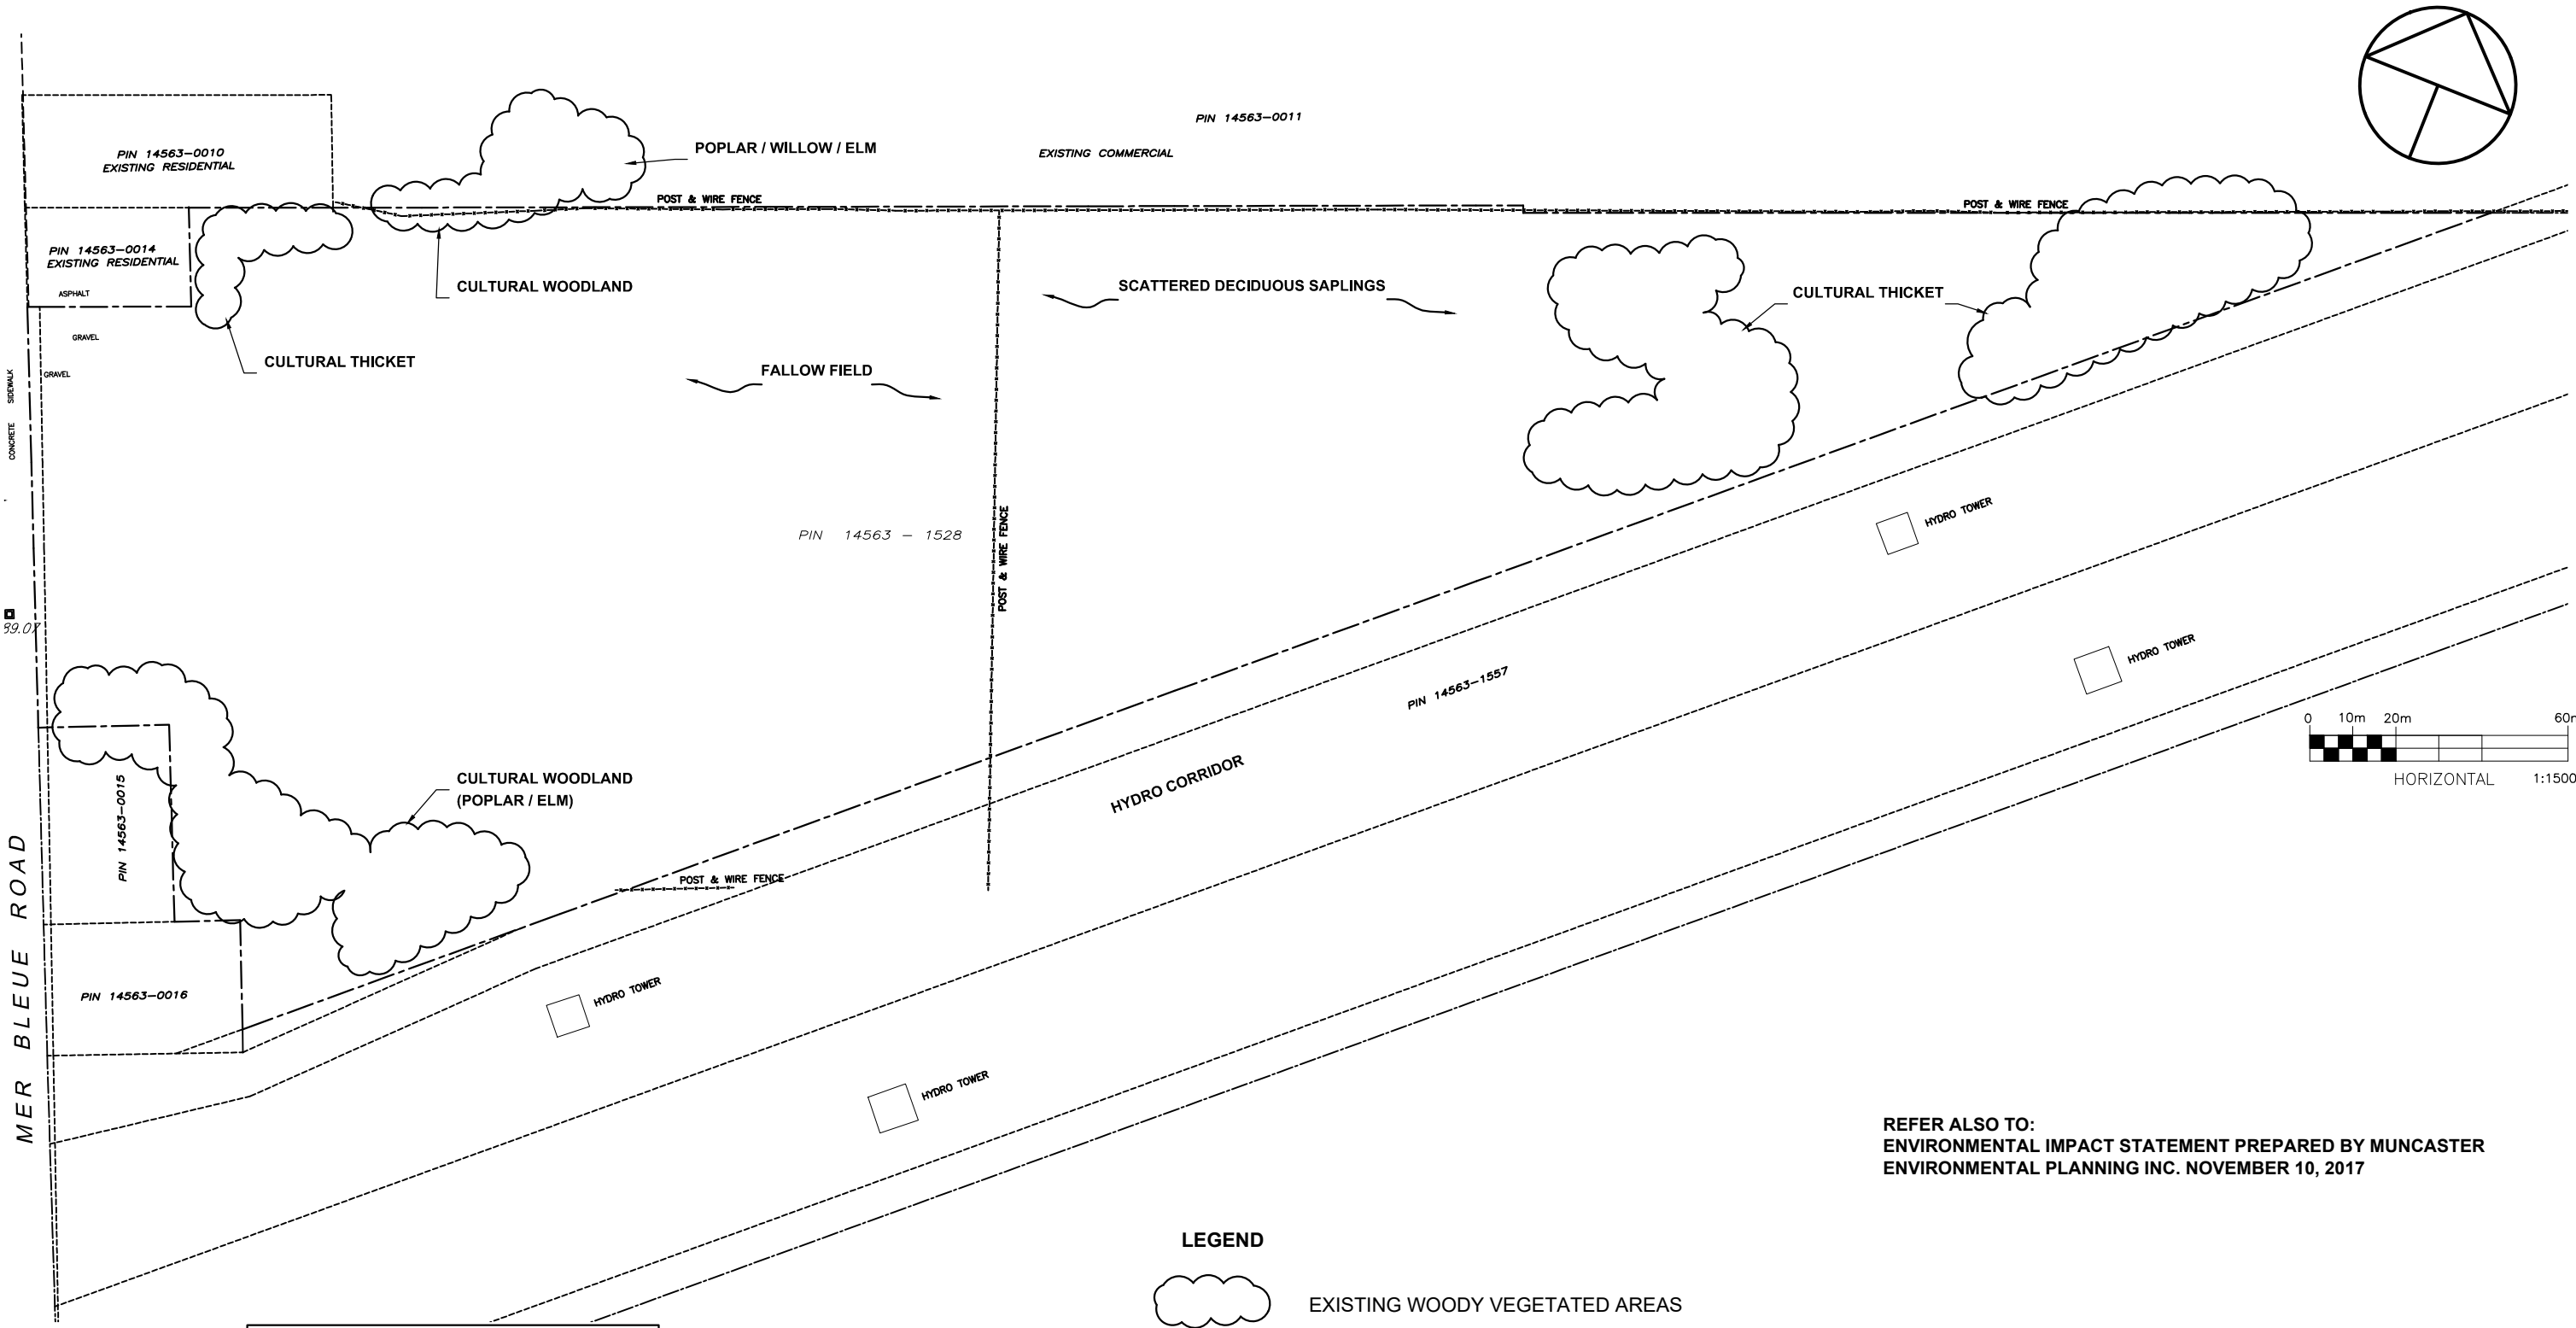 PIN 14563-0011
EXISTING COMMERCIAL
PIN 14563-0010
EXISTING RESIDENTIAL
POPLAR / WILLOW / ELM
POST & WIRE FENCE
POST & WIRE FENCE
PIN 14563-0014
EXISTING RESIDENTIAL
ASPHALT
GRAVEL
GRAVEL
CONCRETE SIDEWALK
CULTURAL WOODLAND
CULTURAL THICKET
SCATTERED DECIDUOUS SAPLINGS
CULTURAL THICKET
FALLOW FIELD
PIN 14563 - 1528
POST & WIRE FENCE
HYDRO TOWER
HYDRO TOWER
PIN 14563-1557
HYDRO CORRIDOR
0 10m 20m 60m
HORIZONTAL 1:1500
CULTURAL WOODLAND
(POPLAR / ELM)
PIN 14563-0015
POST & WIRE FENCE
MER BLEUE ROAD
PIN 14563-0016
HYDRO TOWER
HYDRO TOWER
REFER ALSO TO:
ENVIRONMENTAL IMPACT STATEMENT PREPARED BY MUNCASTER
ENVIRONMENTAL PLANNING INC. NOVEMBER 10, 2017
LEGEND
EXISTING WOODY VEGETATED AREAS